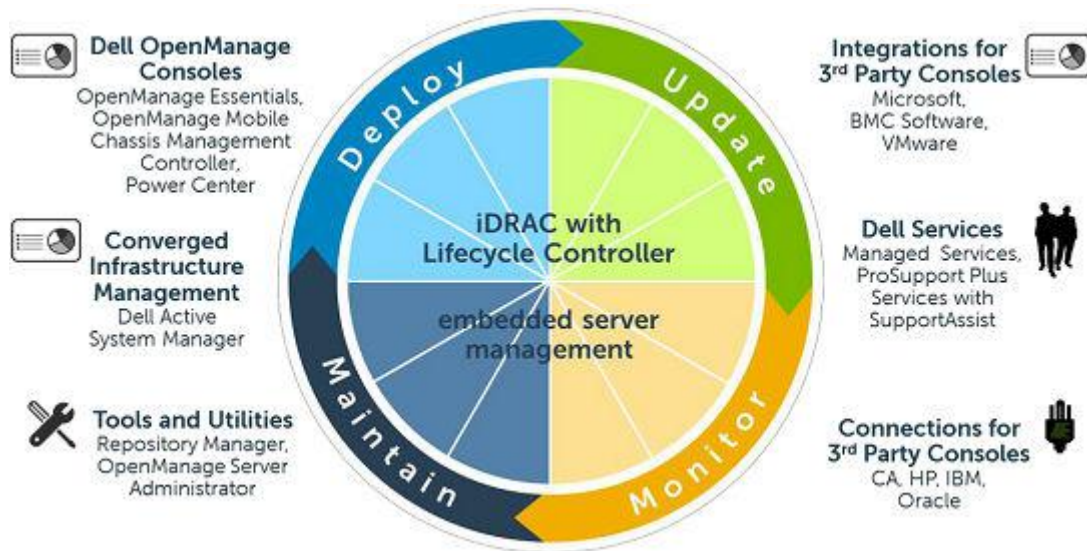 Dell OpenManage
Consoles
OpenManage Essentials,
OpenManage Mobile
Chassis Management
Controller,
Power Center
Converged
Infrastructure
Management
Dell Active
System Manager
Tools and Utilities
Repository Manager,
OpenManage Server
Administrator
Deploy
Update
Monitor
Maintain
iDRAC with
Lifecycle Controller
embedded server
management
Integrations for
3rd Party Consoles
Microsoft,
BMC Software,
VMware
Dell Services
Managed Services,
ProSupport Plus
Services with
SupportAssist
Connections for
3rd Party Consoles
CA, HP, IBM,
Oracle